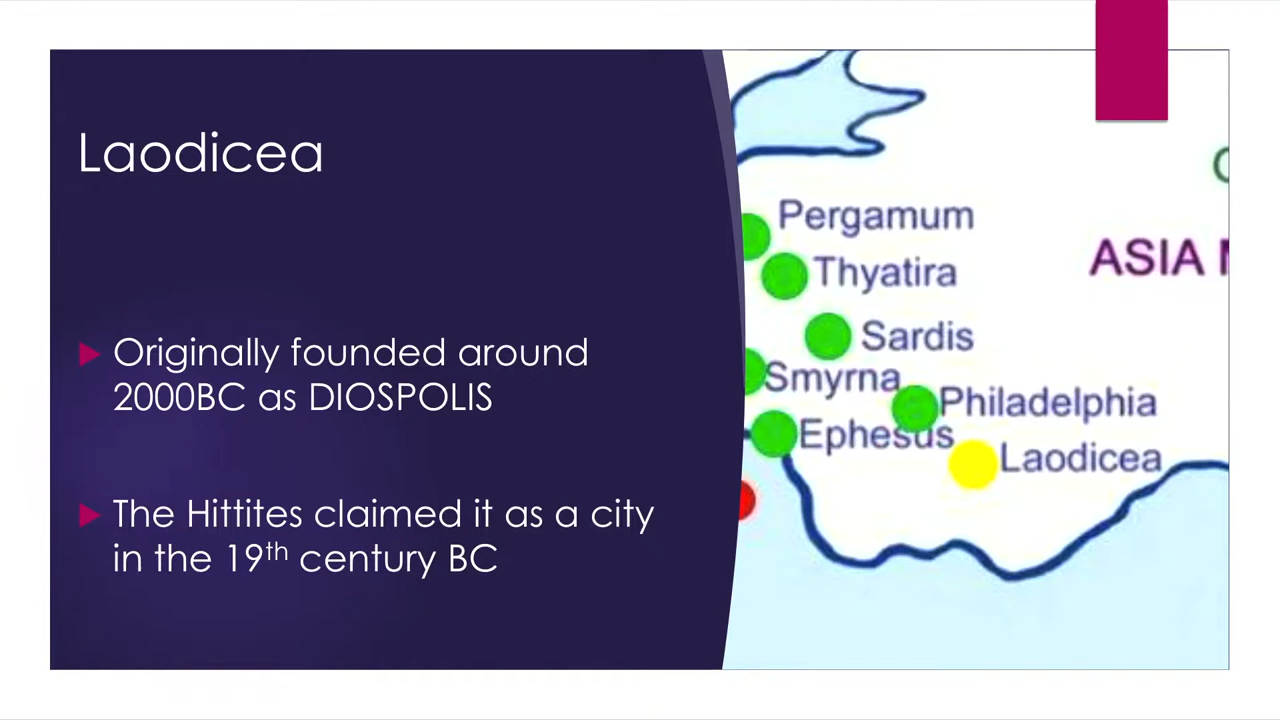 Laodicea
Originally founded around
2000BC as DIOSPOLIS
The Hittites claimed it as a city
in the 19th century BC
Pergamum
Thyatira
ASIA
Sardis
Smyrna
Philadelphia
Ephesus
Laodicea